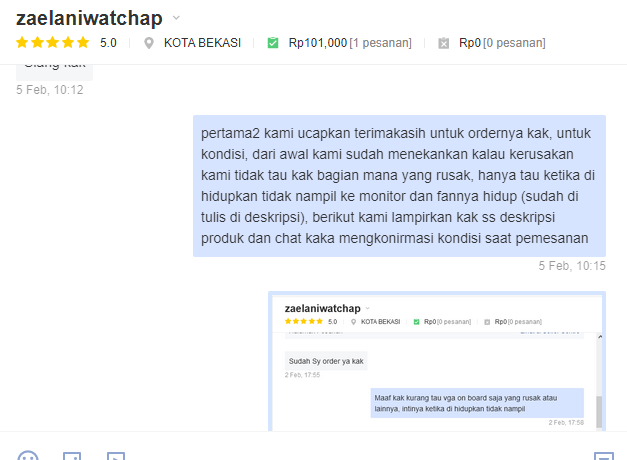 zaelaniwatchap
5.0 KOTA BEKASI Rp101,000 [1 pesanan] Rp0 [0 pesanan]
Siang kak
5 Feb, 10:12
pertama2 kami ucapkan terimakasih untuk ordernya kak, untuk
kondisi, dari awal kami sudah menekankan kalau kerusakan
kami tidak tau kak bagian mana yang rusak, hanya tau ketika di
hidupkan tidak nampil ke monitor dan fannya hidup (sudah di
tulis di deskripsi), berikut kami lampirkan kak ss deskripsi
produk dan chat kaka mengkonirmasi kondisi saat pemesanan
5 Feb, 10:15
zaelaniwatchap
5.0 KOTA BEKASI Rp0 [0 pesanan] Rp0 [0 pesanan]
Sudah Sy order ya kak
2 Feb, 17:55
Maaf kak kurang tau vga on board saja yang rusak atau
lainnya, intinya ketika di hidupkan tidak nampil
2 Feb, 17:58